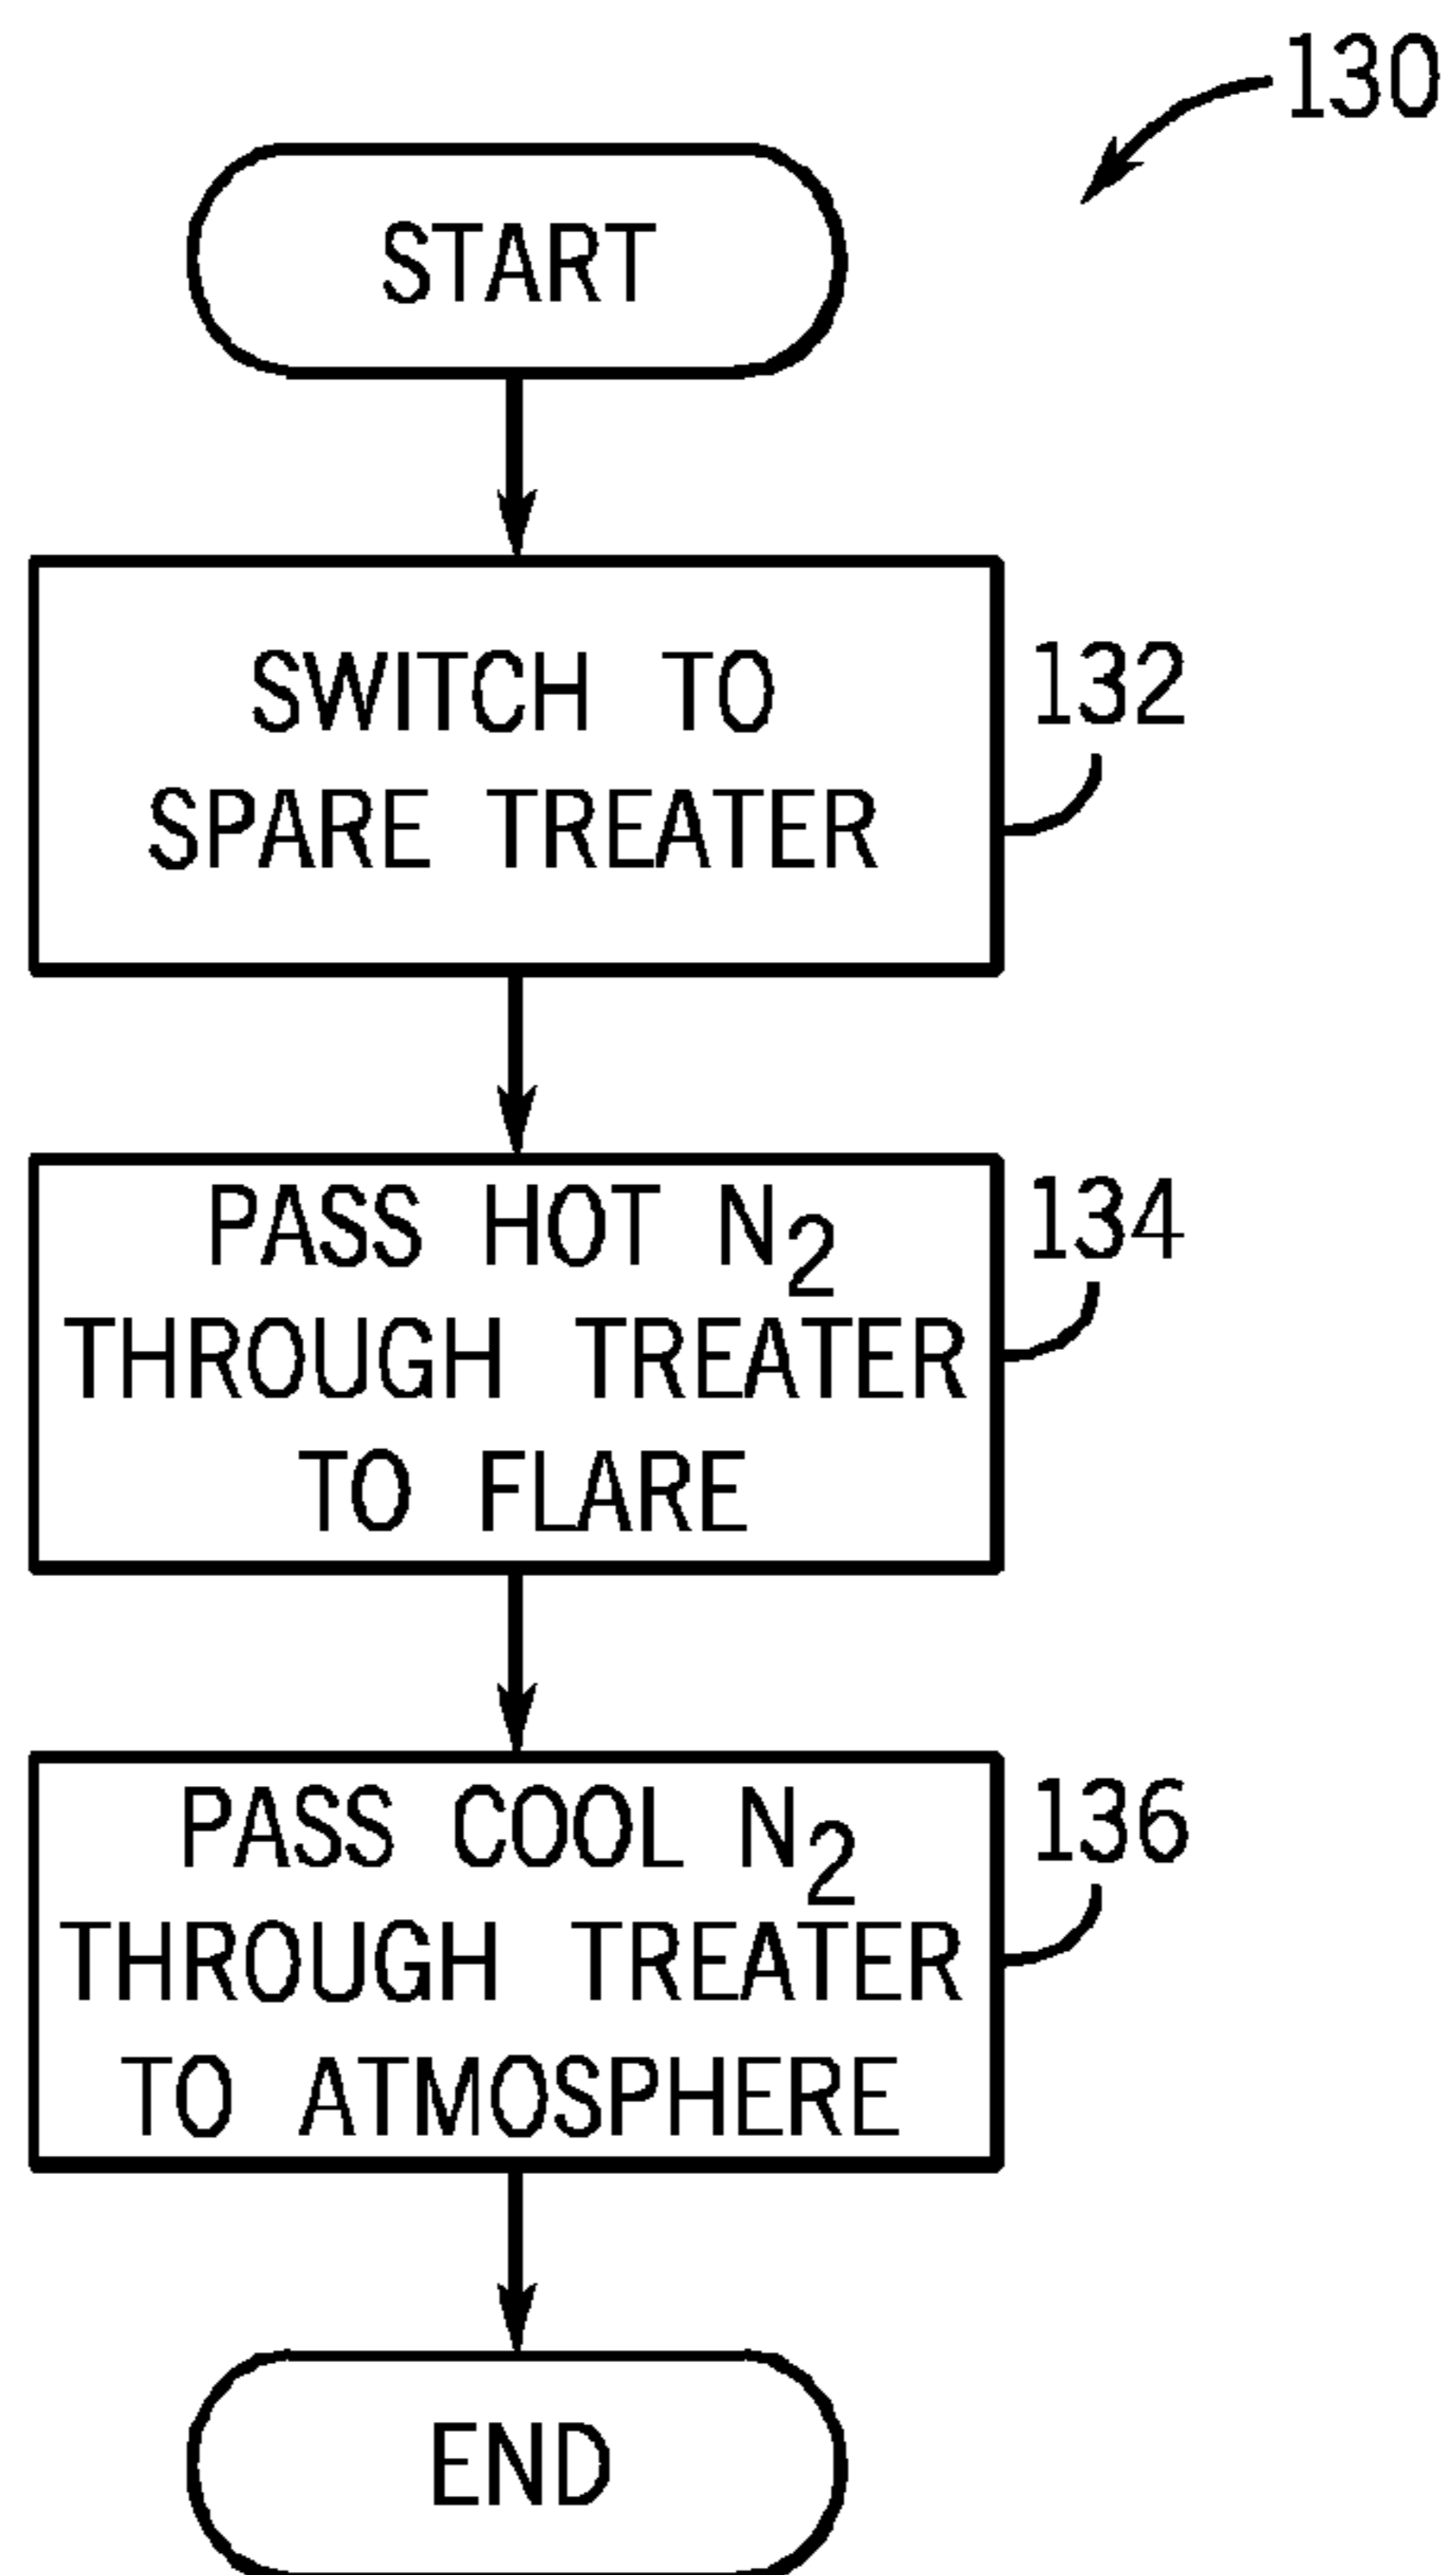 130
START
SWITCH TO
SPARE TREATER
132
PASS HOT N2
THROUGH TREATER
TO FLARE
134
PASS COOL N2
THROUGH TREATER
TO ATMOSPHERE
136
END